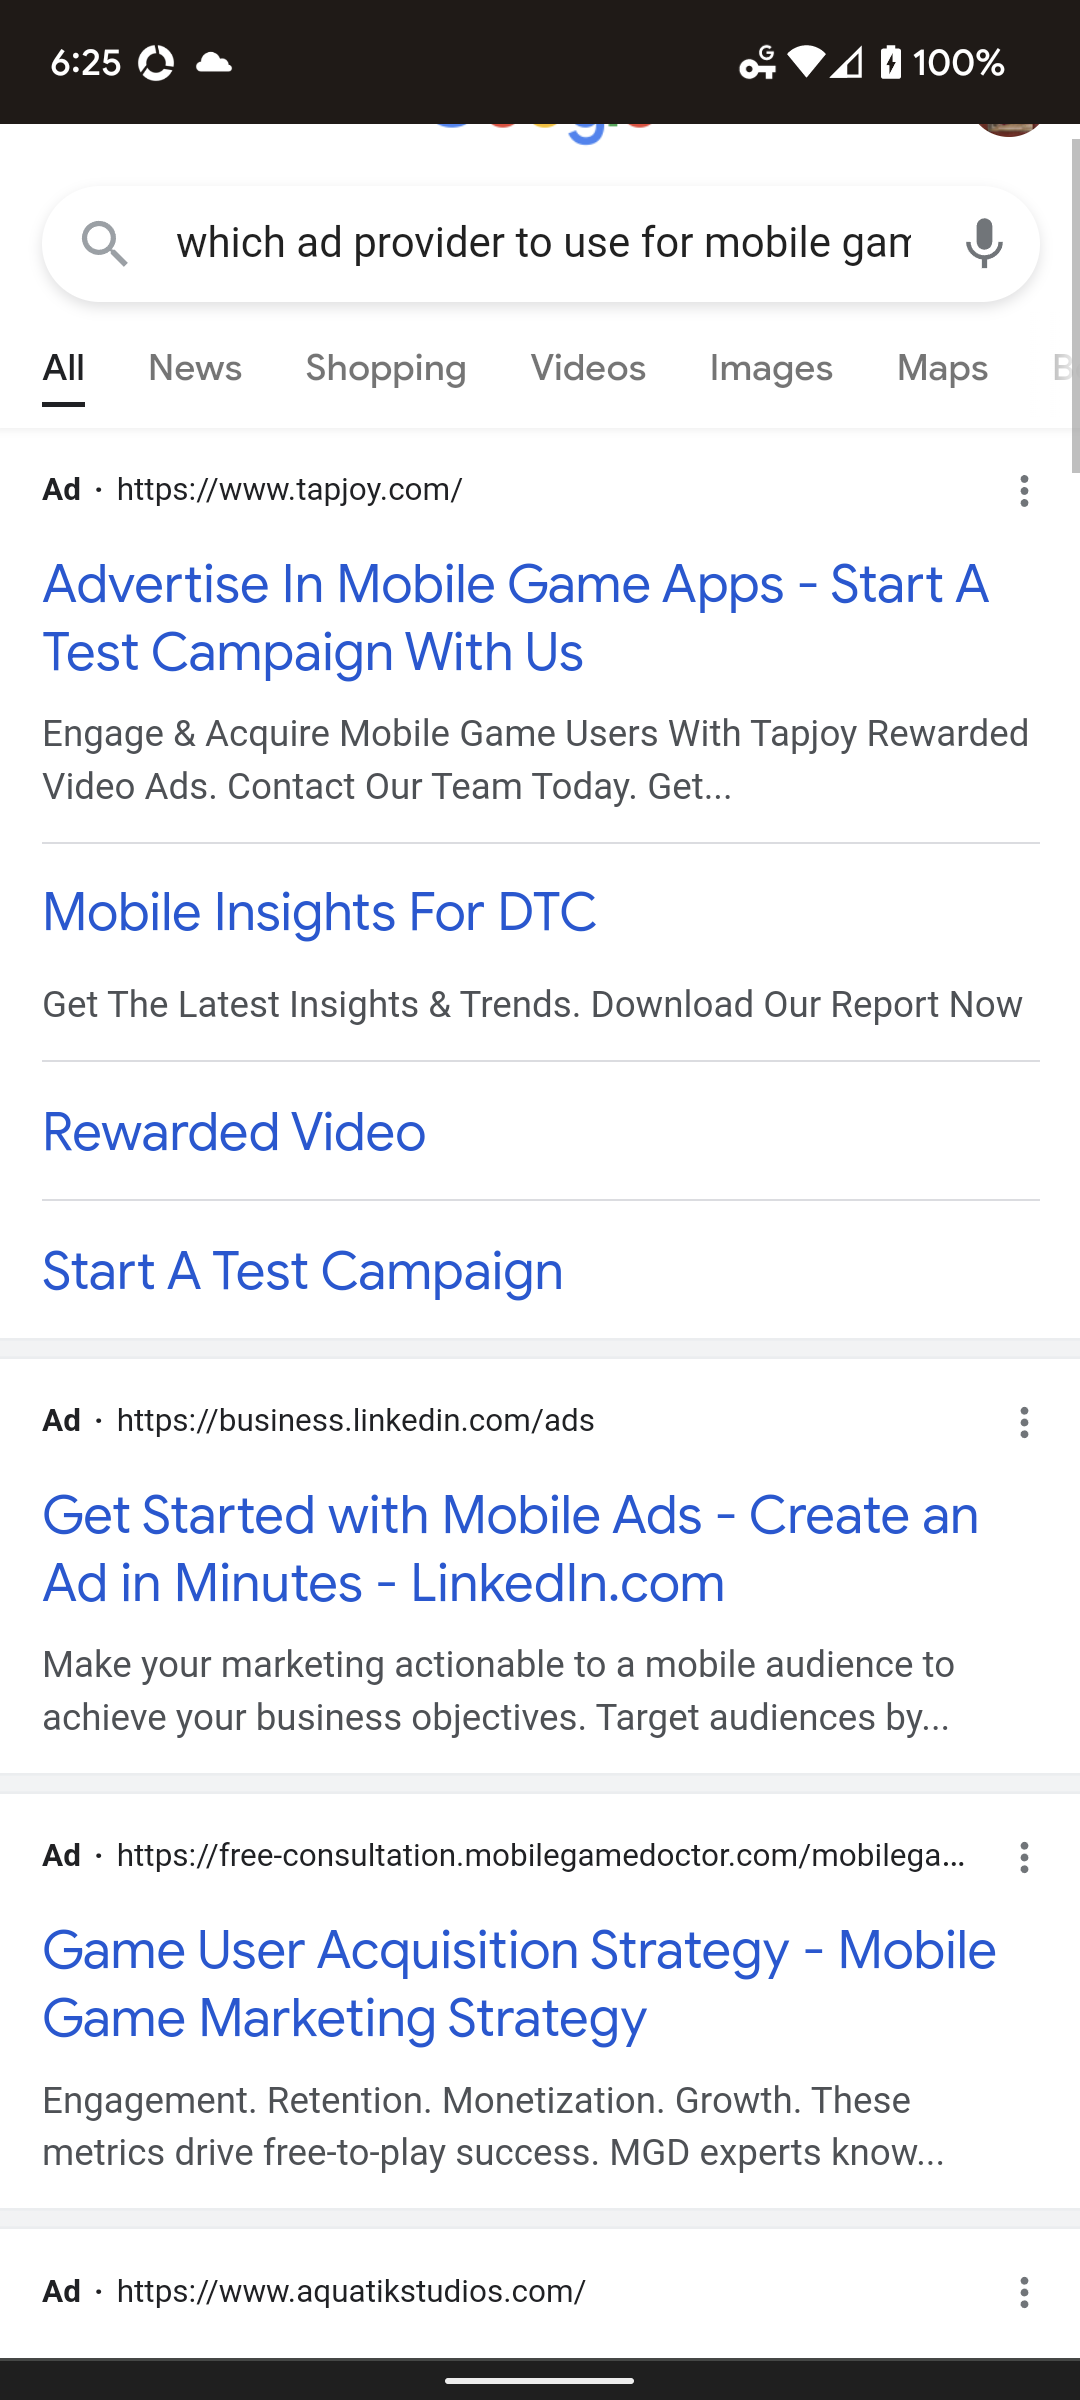 6:25 G 100%
which ad provider to use for mobile gam
All News Shopping Videos Images Maps B
Ad · https://www.tapjoy.com/
Advertise In Mobile Game Apps - Start A
Test Campaign With Us
Engage & Acquire Mobile Game Users With Tapjoy Rewarded
Video Ads. Contact Our Team Today. Get...
Mobile Insights For DTC
Get The Latest Insights & Trends. Download Our Report Now
Rewarded Video
Start A Test Campaign
Ad · https://business.linkedin.com/ads
Get Started with Mobile Ads - Create an
Ad in Minutes - LinkedIn.com
Make your marketing actionable to a mobile audience to
achieve your business objectives. Target audiences by...
Ad · https://free-consultation.mobilegamedoctor.com/mobilega...
Game User Acquisition Strategy - Mobile
Game Marketing Strategy
Engagement. Retention. Monetization. Growth. These
metrics drive free-to-play success. MGD experts know...
Ad · https://www.aquatikstudios.com/